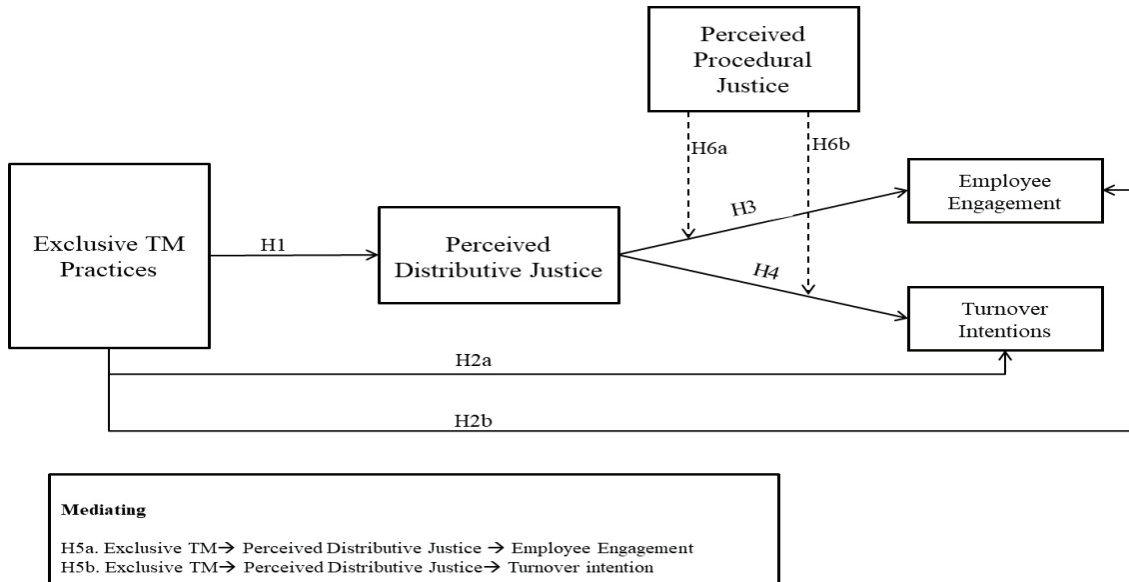 Perceived
Procedural
Justice
H6a
H6b
Exclusive TM
Practices
H1
Perceived
Distributive Justice
H3
H4
Employee
Engagement
Turnover
Intentions
H2a
H2b
Mediating
H5a. Exclusive TM→ Perceived Distributive Justice → Employee Engagement
H5b. Exclusive TM→ Perceived Distributive Justice→ Turnover intention